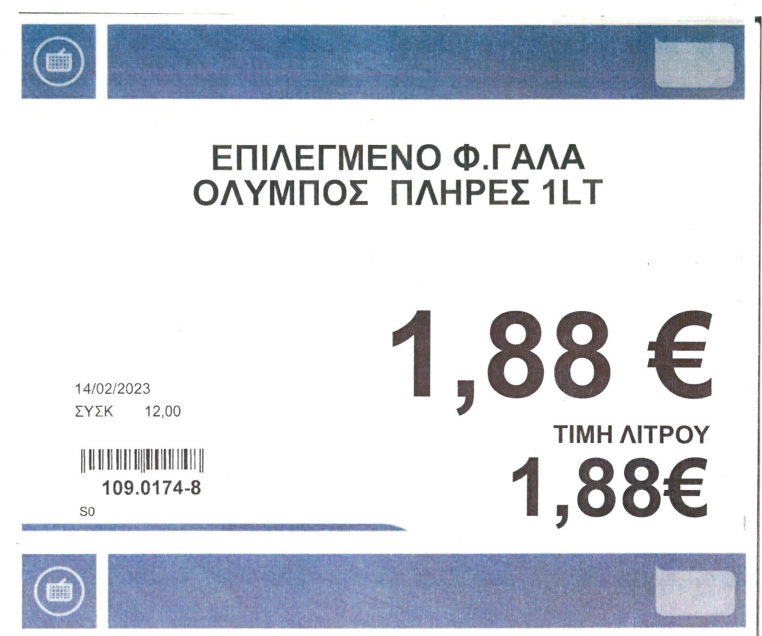 ΕΠΙΛΕΓΜΕΝΟ Φ.ΓΑΛΑ
ΟΛΥΜΠΟΣ ΠΛΗΡΕΣ 1LT
1,88 €
14/02/2023
ΣΥΣΚ 12,00
ΤΙΜΗ ΛΙΤΡΟΥ
1,88€
109.0174-8
S0